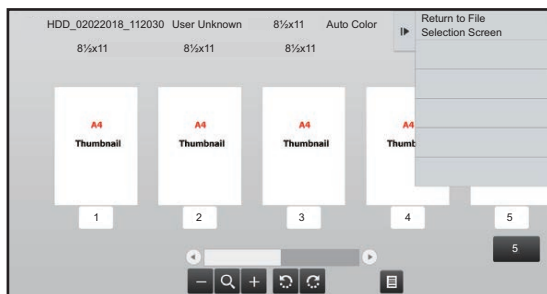 HDD_02022018_112030 User Unknown 8½x11 Auto Color
Return to File
Selection Screen
8½x11 8½x11 8½x11
A4 A4 A4 A4
Thumbnail Thumbnail Thumbnail Thumb
1 2 3 4 5
5